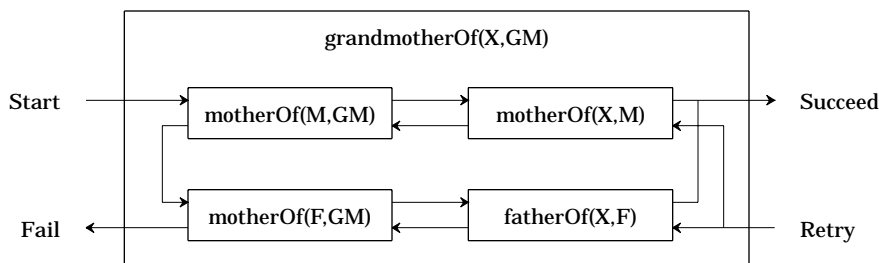 grandmotherOf(X,GM)
Start
motherOf(M,GM)
motherOf(X,M)
Succeed
Fail
motherOf(F,GM)
fatherOf(X,F)
Retry